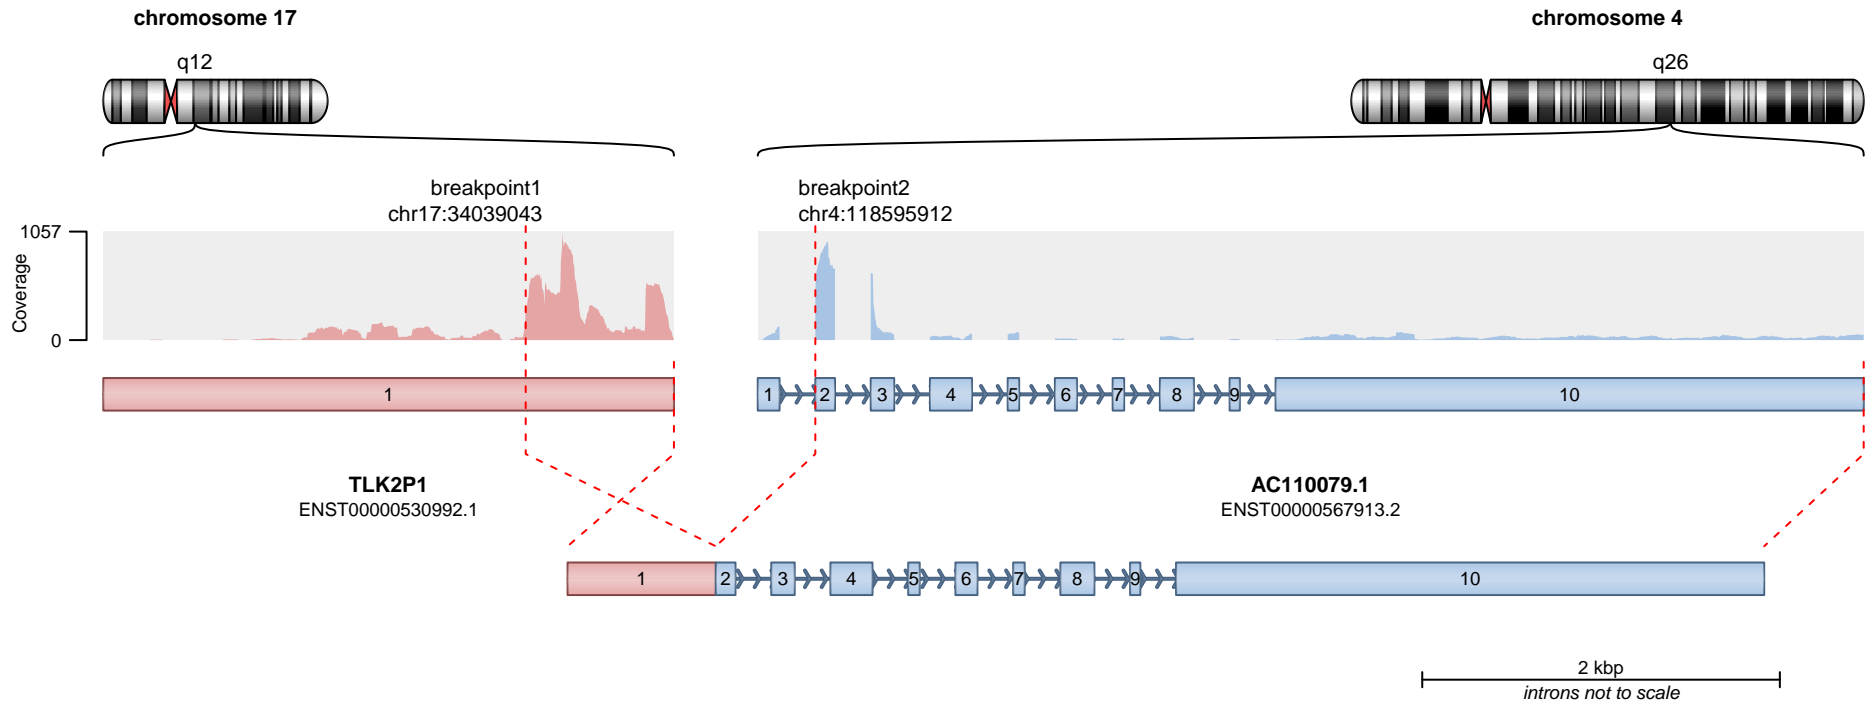 chromosome 17
chromosome 4
q12
q26
breakpoint1
chr17:34039043
breakpoint2
chr4:118595912
1057
Coverage
0
1
1 2 3 4 5 6 7 8 9 10
TLK2P1
ENST00000530992.1
AC110079.1
ENST00000567913.2
1 2 3 4 5 6 7 8 9 10
2 kbp
introns not to scale